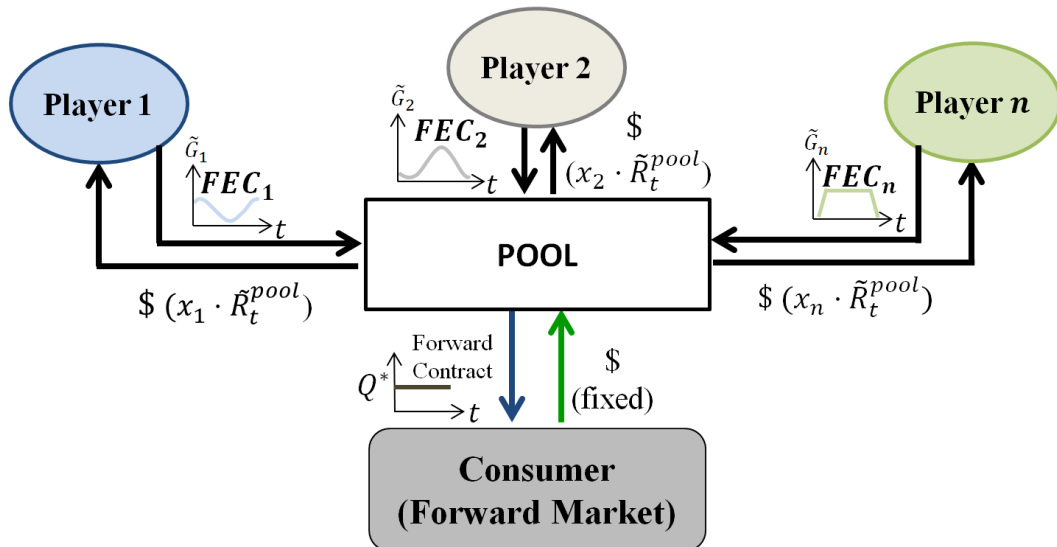 Player 1
Player 2
Player n
G̃₁
FEC₁
t
G̃₂
FEC₂
t
$
(x₂ · R̃ₜᵖᵒᵒˡ)
G̃ₙ
FECₙ
t
POOL
$ (x₁ · R̃ₜᵖᵒᵒˡ)
$ (xₙ · R̃ₜᵖᵒᵒˡ)
Forward
Contract
Q*
t
$
(fixed)
Consumer
(Forward Market)